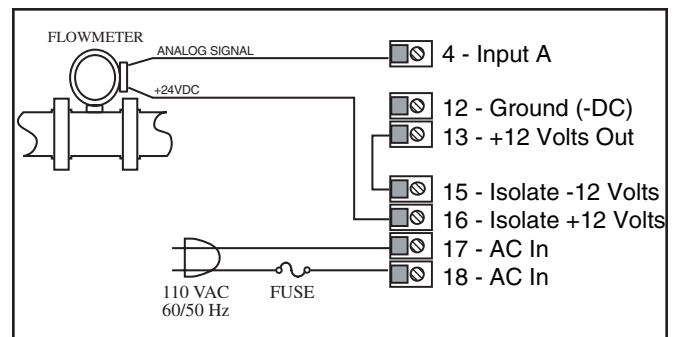 FLOWMETER
ANALOG SIGNAL
+24VDC
4 - Input A
12 - Ground (-DC)
13 - +12 Volts Out
15 - Isolate -12 Volts
16 - Isolate +12 Volts
17 - AC In
18 - AC In
110 VAC
60/50 Hz
FUSE